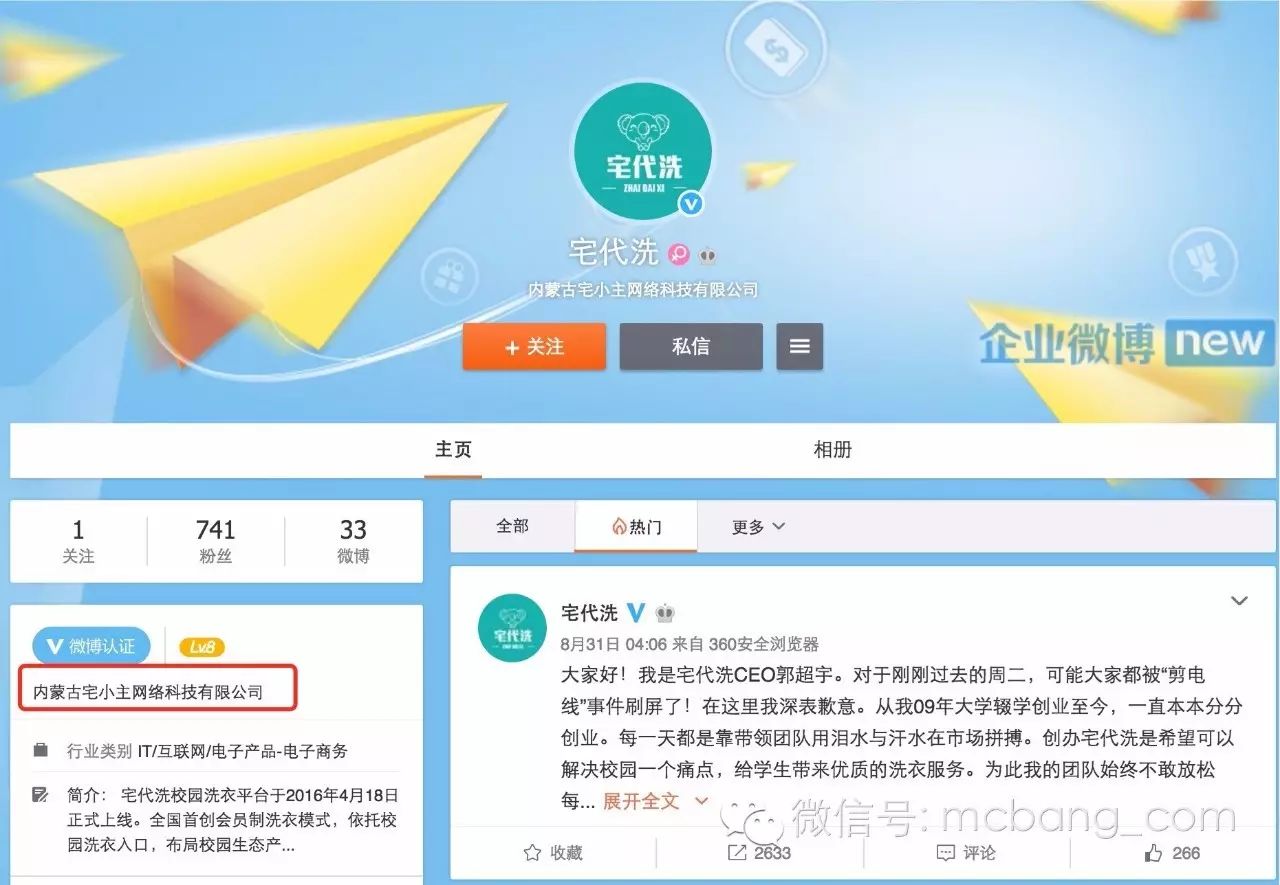 宅代洗
ZHAI DAI XI
宅代洗
内蒙古宅小主网络科技有限公司
+ 关注
私信
企业微博 new
主页
相册
1
关注
741
粉丝
33
微博
微博认证
Lv.8
内蒙古宅小主网络科技有限公司
行业类别 IT/互联网/电子产品-电子商务
简介： 宅代洗校园洗衣平台于2016年4月18日
正式上线。全国首创会员制洗衣模式，依托校
园洗衣入口，布局校园生态产...
全部
热门
更多
宅代洗
宅代洗
8月31日 04:06 来自 360安全浏览器
大家好！我是宅代洗CEO郭超宇。对于刚刚过去的周二，可能大家都被“剪电
线”事件刷屏了！在这里我深表歉意。从我09年大学辍学创业至今，一直本本分分
创业。每一天都是靠带领团队用泪水与汗水在市场拼搏。创办宅代洗是希望可以
解决校园一个痛点，给学生带来优质的洗衣服务。为此我的团队始终不敢放松
每... 展开全文
微信号: mcbang_com
收藏
2633
评论
266